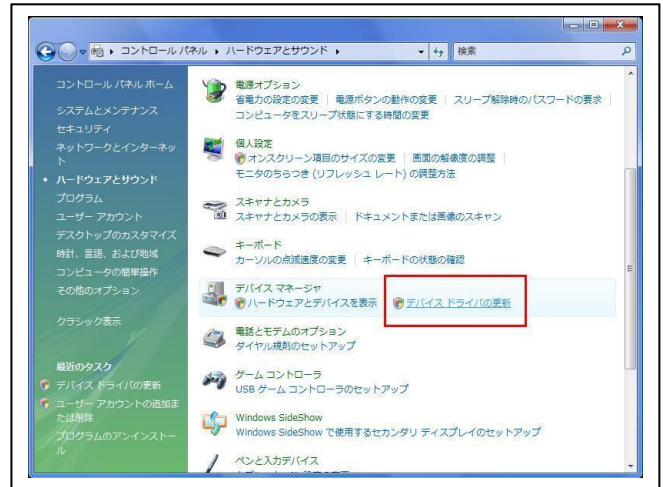 コントロール パネル ▸ ハードウェアとサウンド ▸
検索
コントロール パネル ホーム
システムとメンテナンス
セキュリティ
ネットワークとインターネッ
ト
• ハードウェアとサウンド
プログラム
ユーザー アカウント
デスクトップのカスタマイズ
時計、言語、および地域
コンピュータの簡単操作
その他のオプション
クラシック表示
最近のタスク
デバイス ドライバの更新
ユーザー アカウントの追加ま
たは削除
プログラムのアンインストー
ル
電源オプション
省電力の設定の変更 | 電源ボタンの動作の変更 | スリープ解除時のパスワードの要求
コンピュータをスリープ状態にする時間の変更
個人設定
オンスクリーン項目のサイズの変更 | 画面の解像度の調整
モニタのちらつき (リフレッシュ レート) の調整方法
スキャナとカメラ
スキャナとカメラの表示 | ドキュメントまたは画像のスキャン
キーボード
カーソルの点滅速度の変更 | キーボードの状態の確認
デバイス マネージャ
ハードウェアとデバイスを表示 デバイス ドライバの更新
電話とモデムのオプション
ダイヤル規則のセットアップ
ゲーム コントローラ
USB ゲーム コントローラのセットアップ
Windows SideShow
Windows SideShow で使用するセカンダリ ディスプレイのセットアップ
ペンと入力デバイス